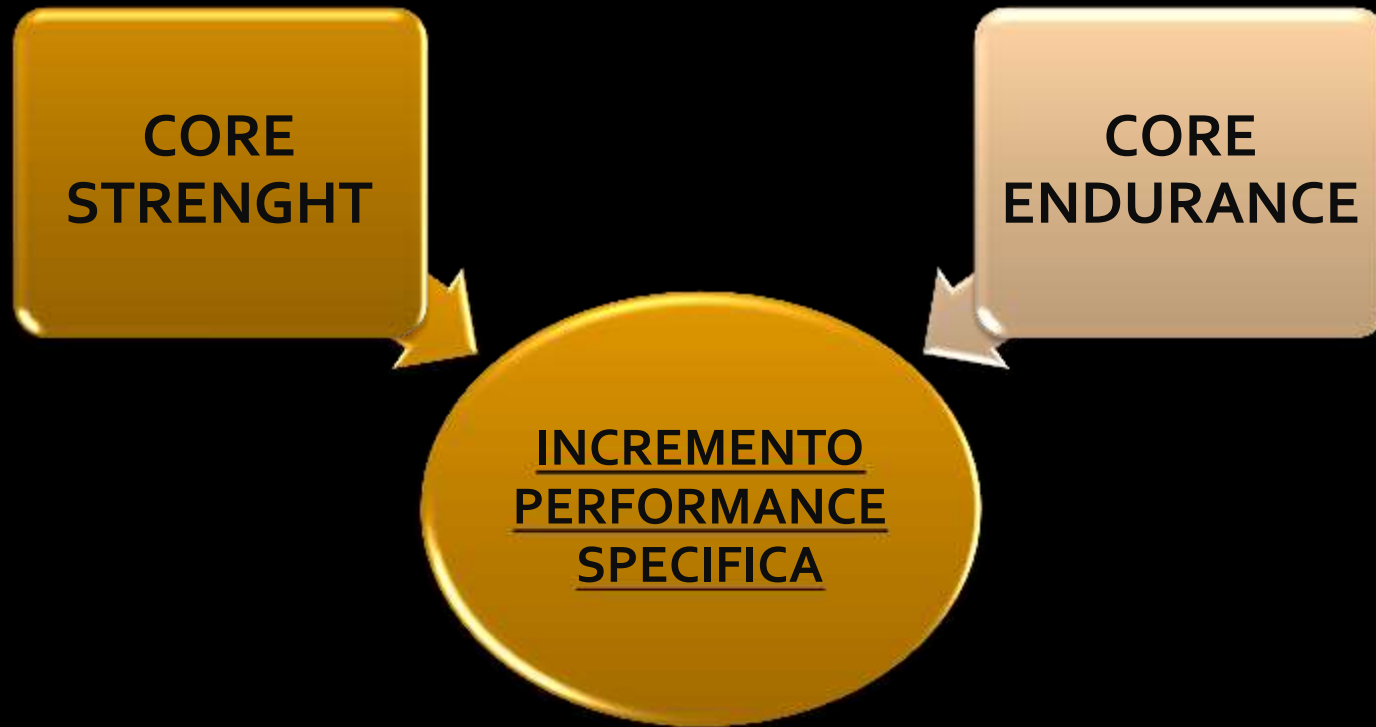 CORE
STRENGHT
CORE
ENDURANCE
INCREMENTO
PERFORMANCE
SPECIFICA